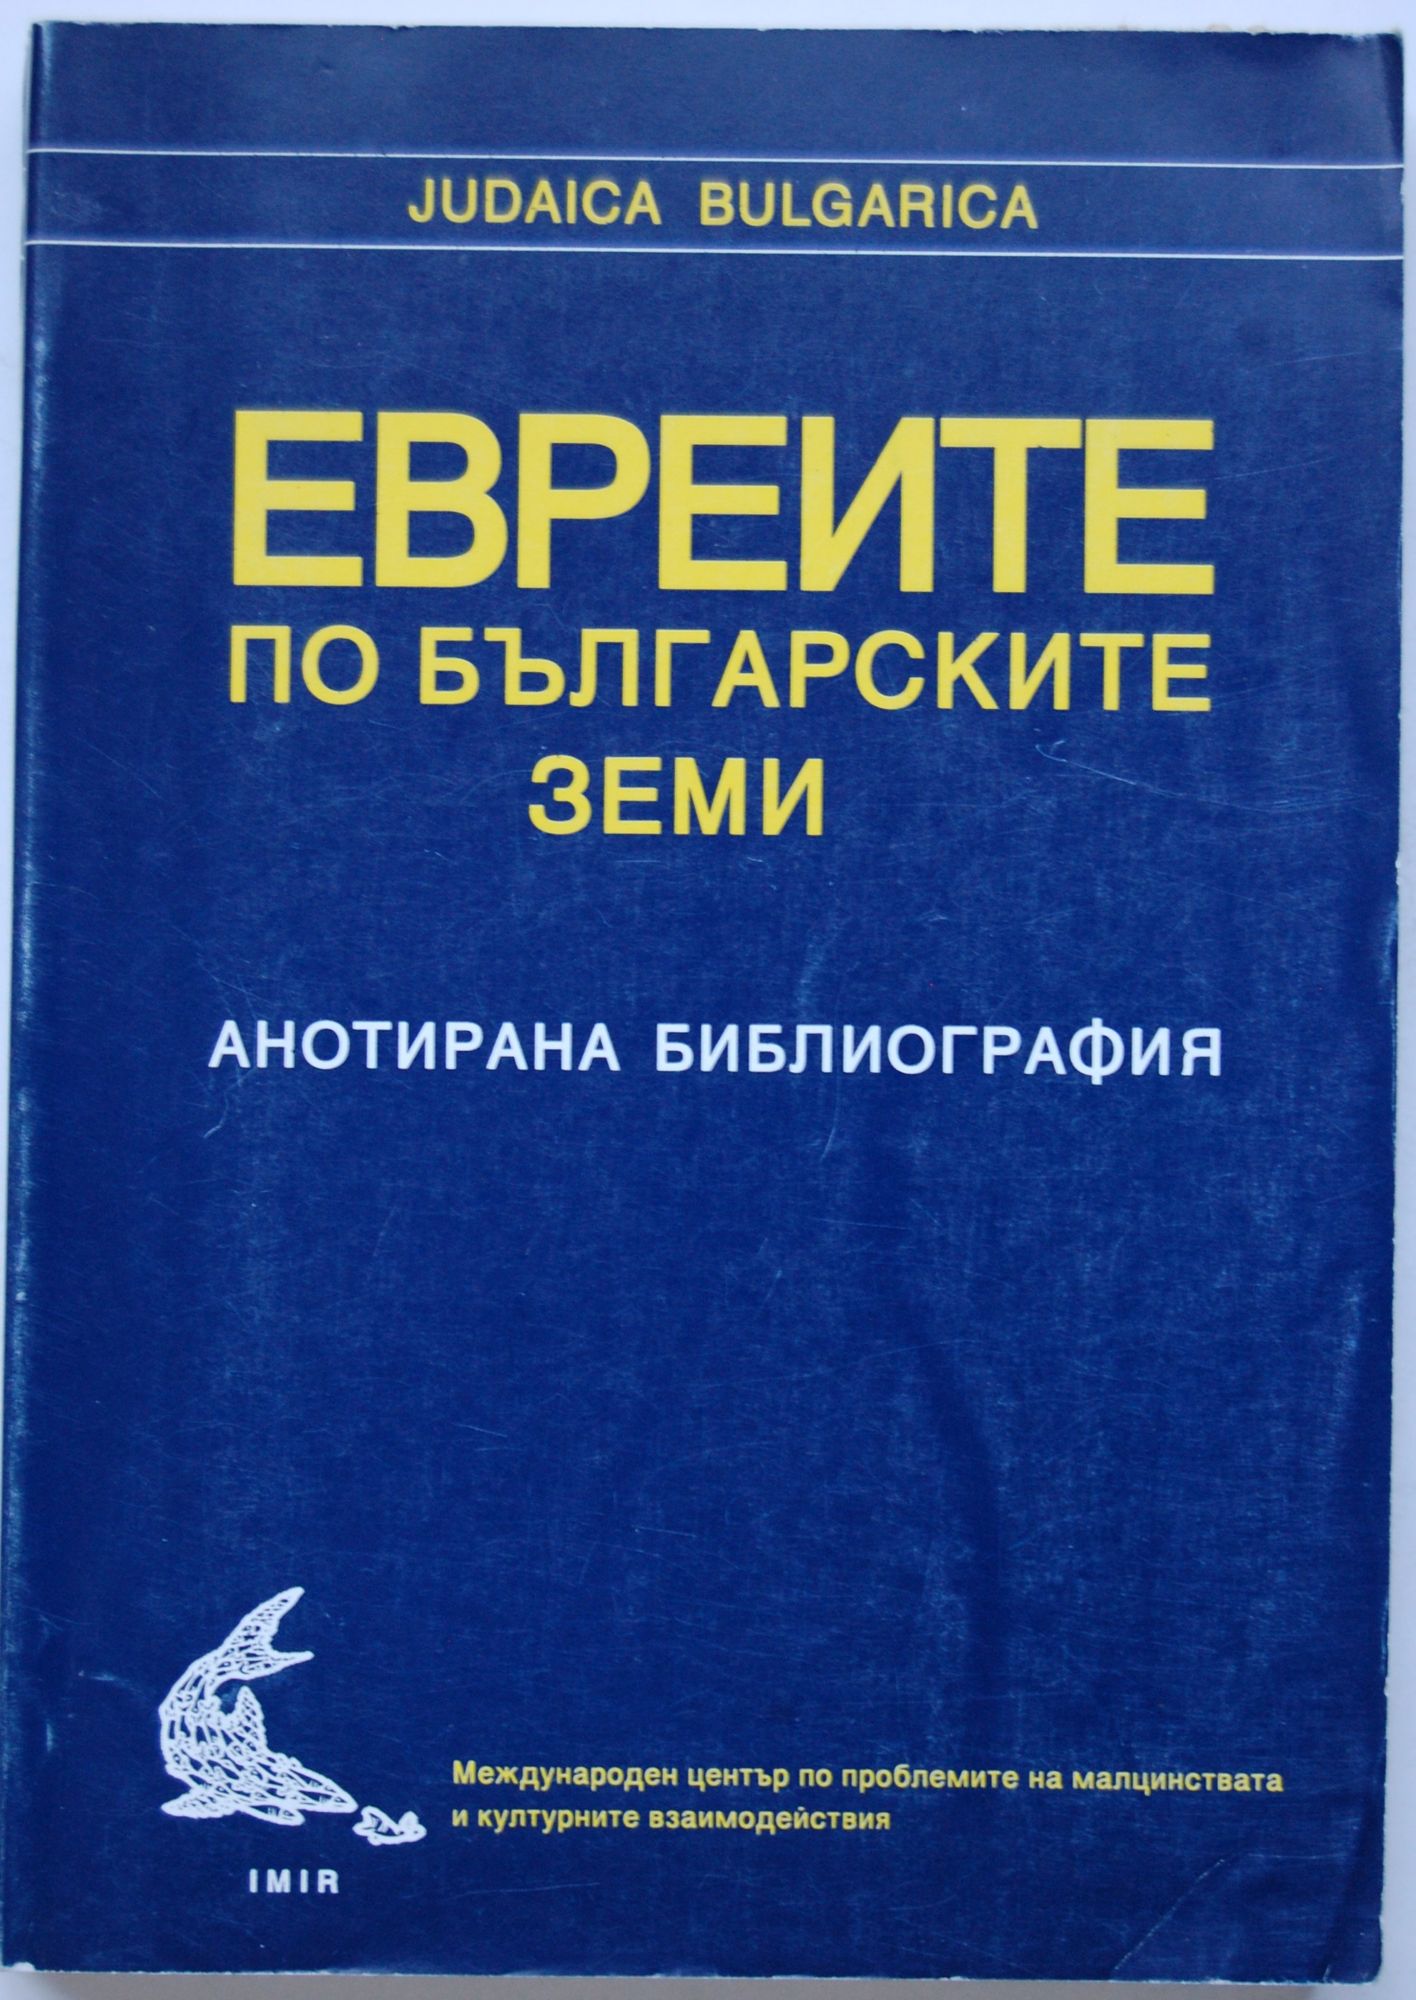 JUDAICA BULGARICA
ЕВРЕИТЕ
ПО БЪЛГАРСКИТЕ
ЗЕМИ
АНОТИРАНА БИБЛИОГРАФИЯ
Международен център по проблемите на малцинствата
и културните взаимодействия
IMIR